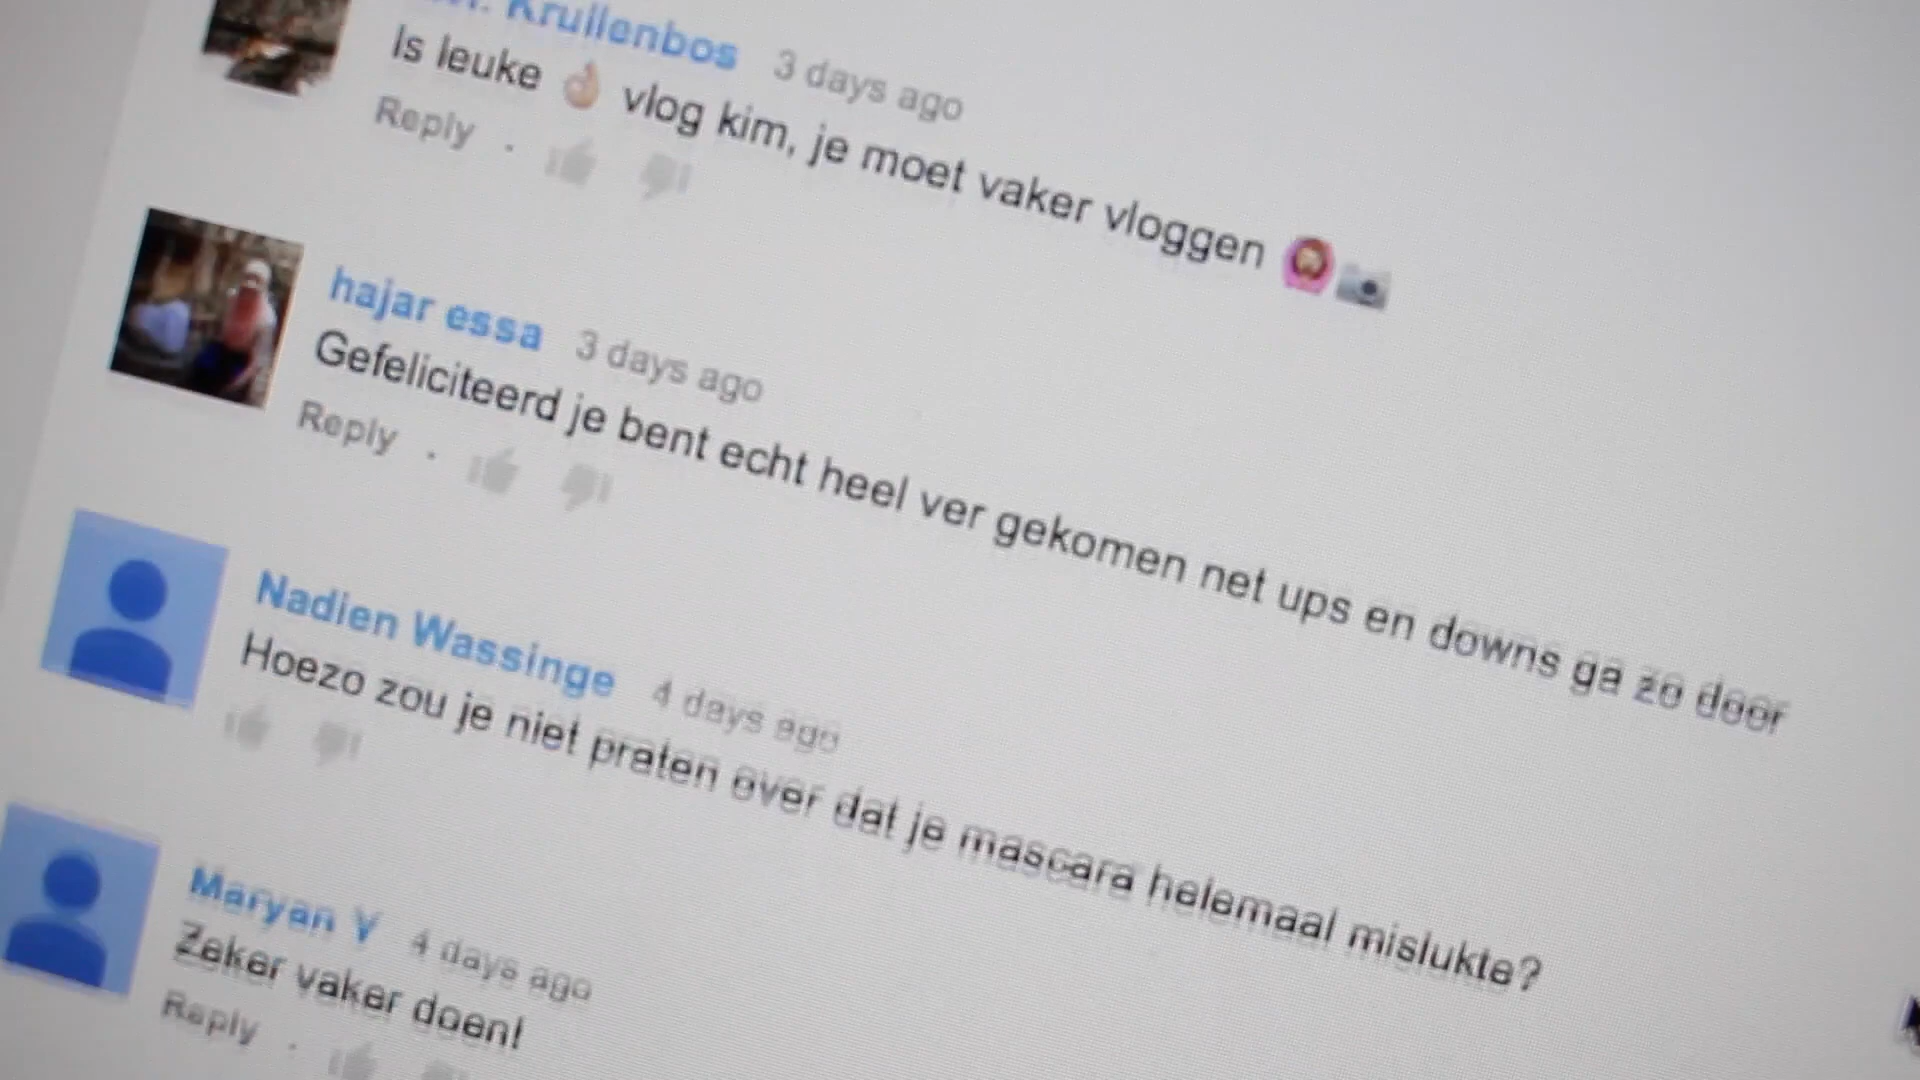 Krullenbos 3 days ago
Is leuke 👌🏼 vlog kim, je moet vaker vloggen 🙆🏼📷
Reply .
hajar essa 3 days ago
Gefeliciteerd je bent echt heel ver gekomen net ups en downs ga zo door
Reply .
Nadien Wassinge 4 days ago
Hoezo zou je niet praten over dat je mascara helemaal mislukte?
Maryan V 4 days ago
Zeker vaker doen!
Reply .